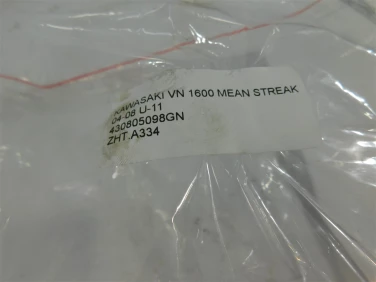 KAWASAKI VN 1600 MEAN STREAK
04-08 U-11
430805098GN
ZHT.A334